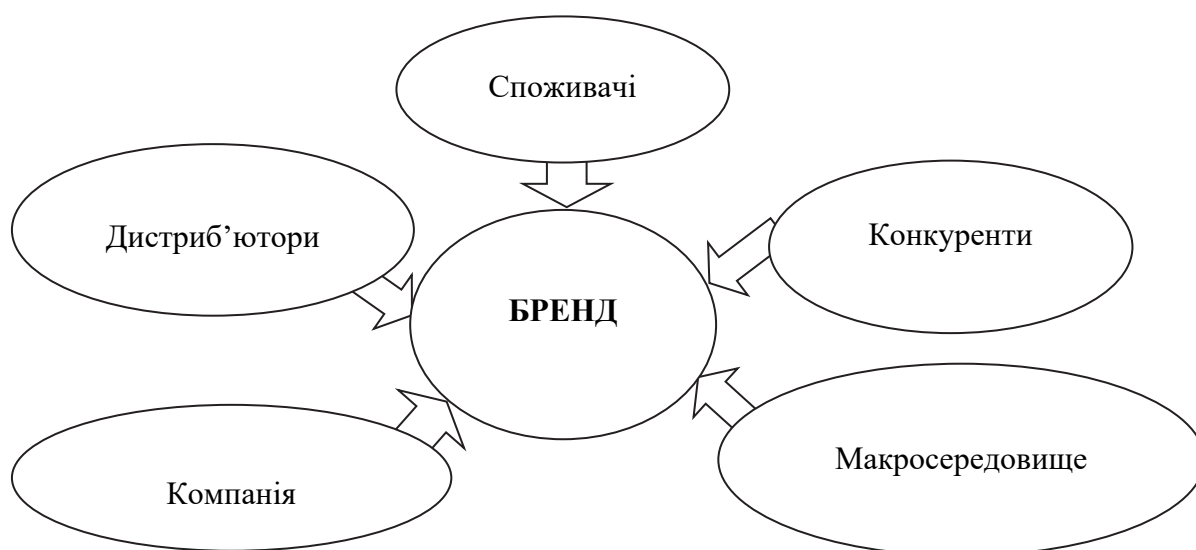 Споживачі
Дистриб’ютори
Конкуренти
БРЕНД
Компанія
Макросередовище